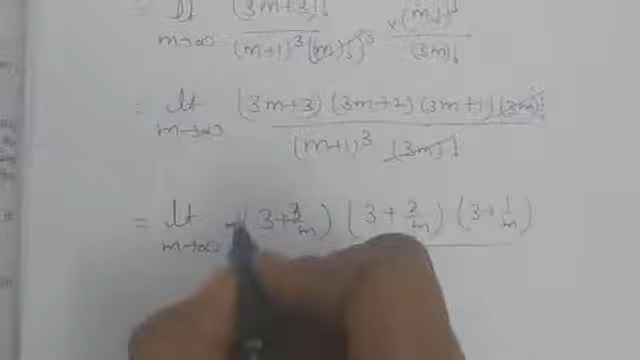 = lt m→∞ (3m+3)! / (m+1)³ (m!)³ × (m!)³ / (3m)!
= lt m→∞ (3m+3) (3m+2) (3m+1) (3m)! / (m+1)³ (3m)!
= lt m→∞ (3+3/m) (3+2/m) (3+1/m)